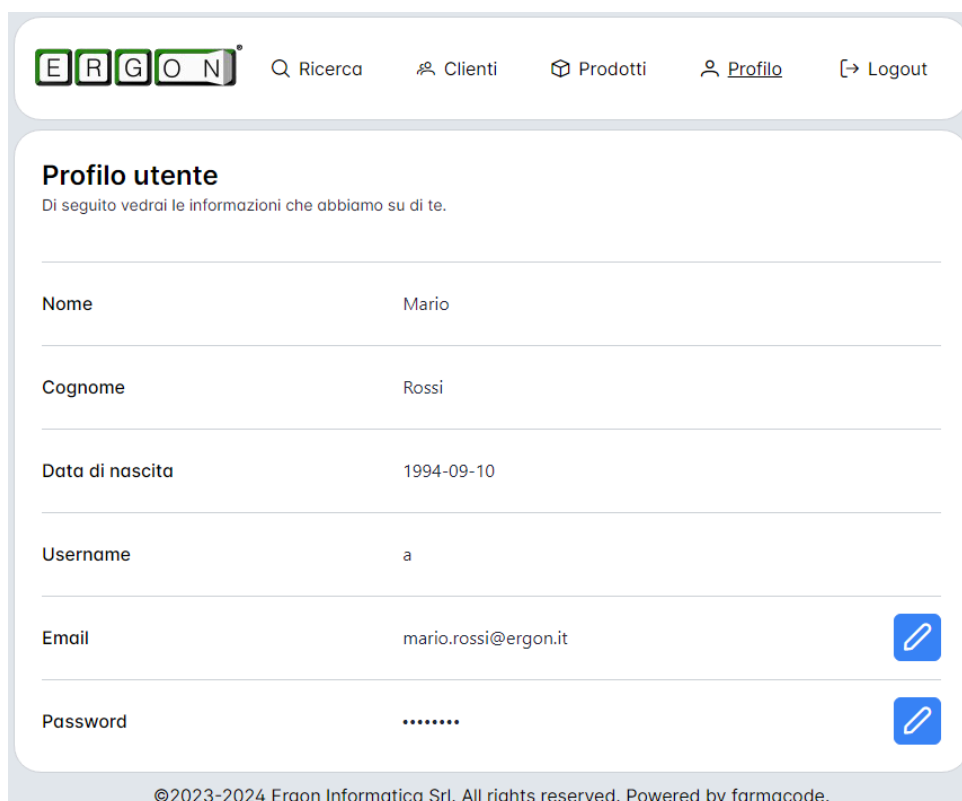 ERGON®
Ricerca
Clienti
Prodotti
Profilo
Logout
Profilo utente
Di seguito vedrai le informazioni che abbiamo su di te.
Nome Mario
Cognome Rossi
Data di nascita 1994-09-10
Username a
Email mario.rossi@ergon.it
Password ••••••••
©2023-2024 Ergon Informatica Srl. All rights reserved. Powered by farmacode.